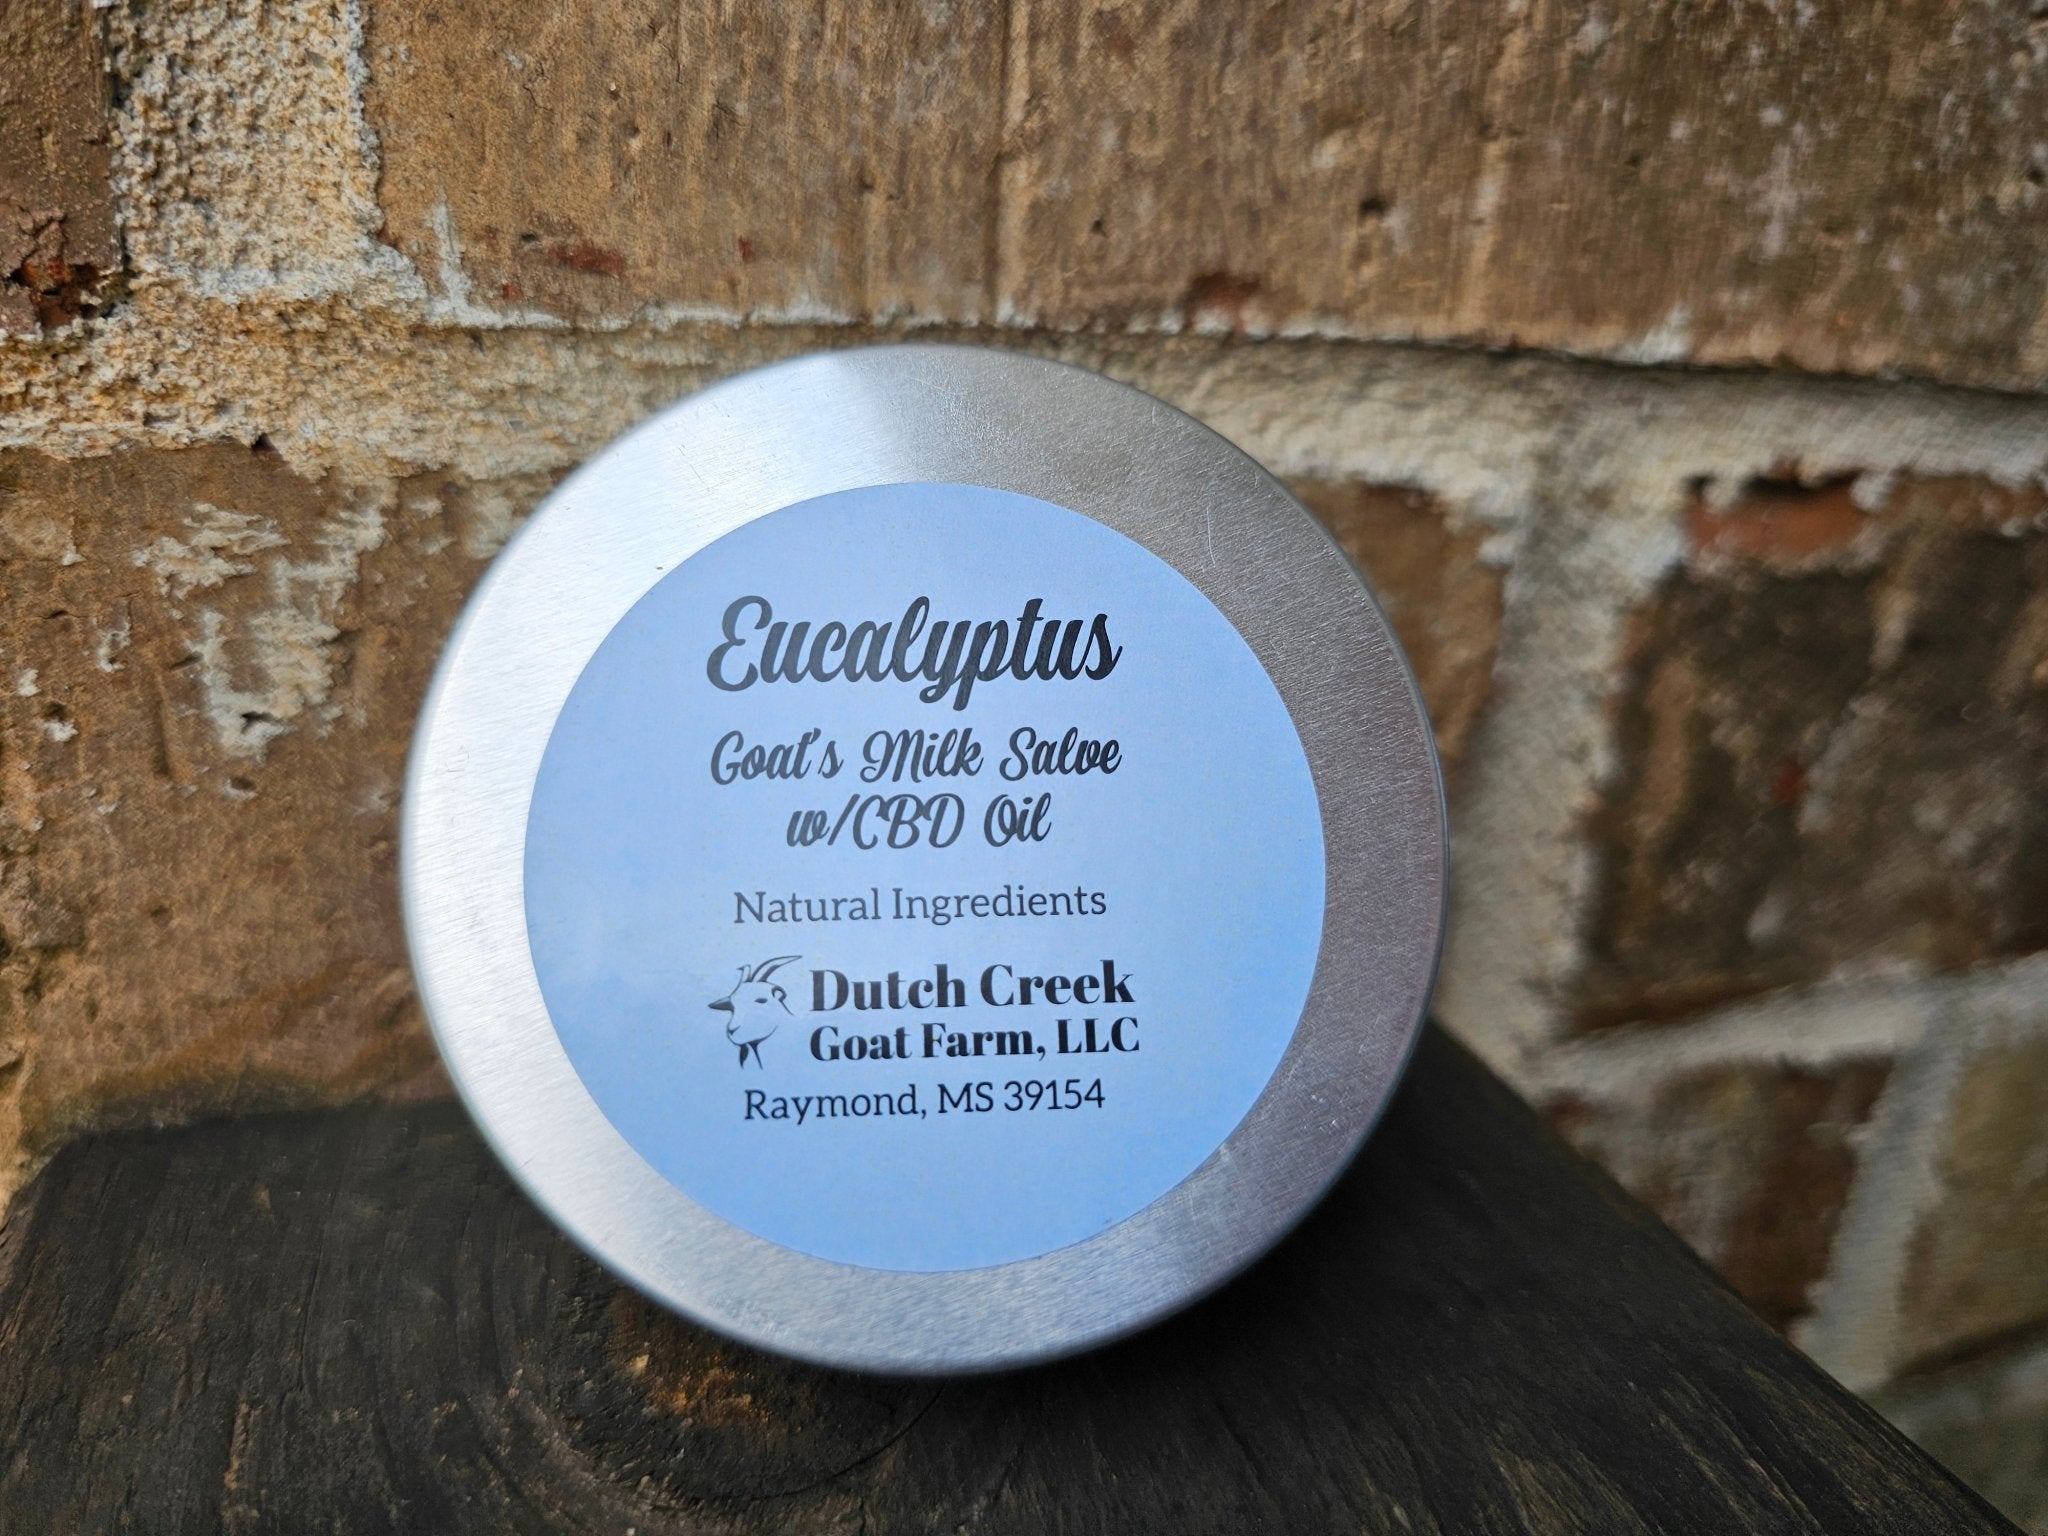 Eucalyptus
Goat's Milk Salve
w/CBD Oil
Natural Ingredients
Dutch Creek
Goat Farm, LLC
Raymond, MS 39154